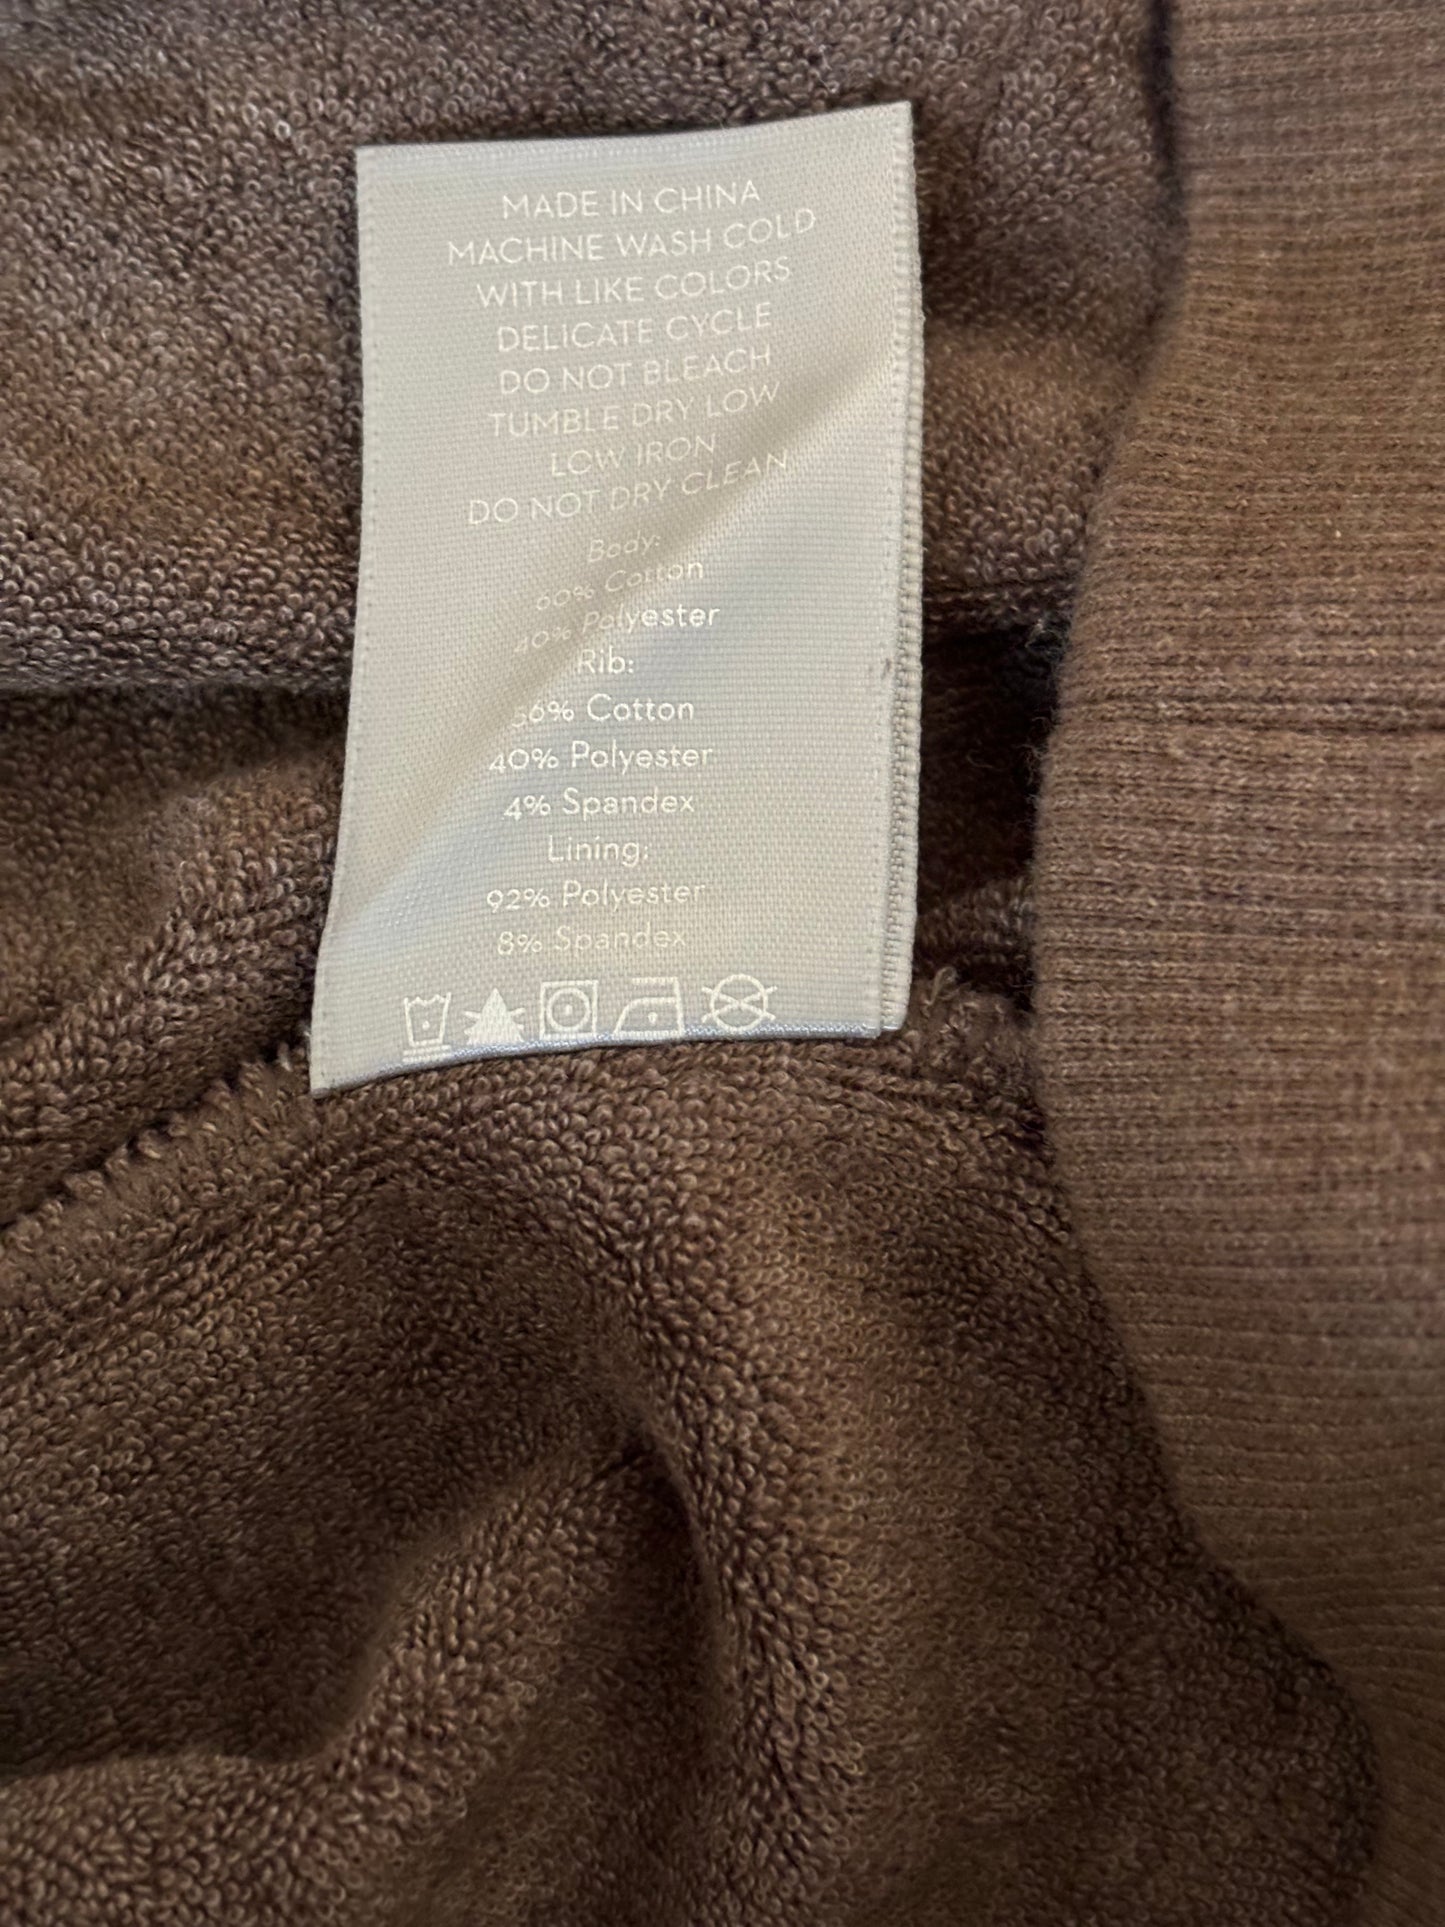 MADE IN CHINA
MACHINE WASH COLD
WITH LIKE COLORS
DELICATE CYCLE
DO NOT BLEACH
TUMBLE DRY LOW
LOW IRON
DO NOT DRY CLEAN
Body:
60% Cotton
40% Polyester
Rib:
56% Cotton
40% Polyester
4% Spandex
Lining:
92% Polyester
8% Spandex